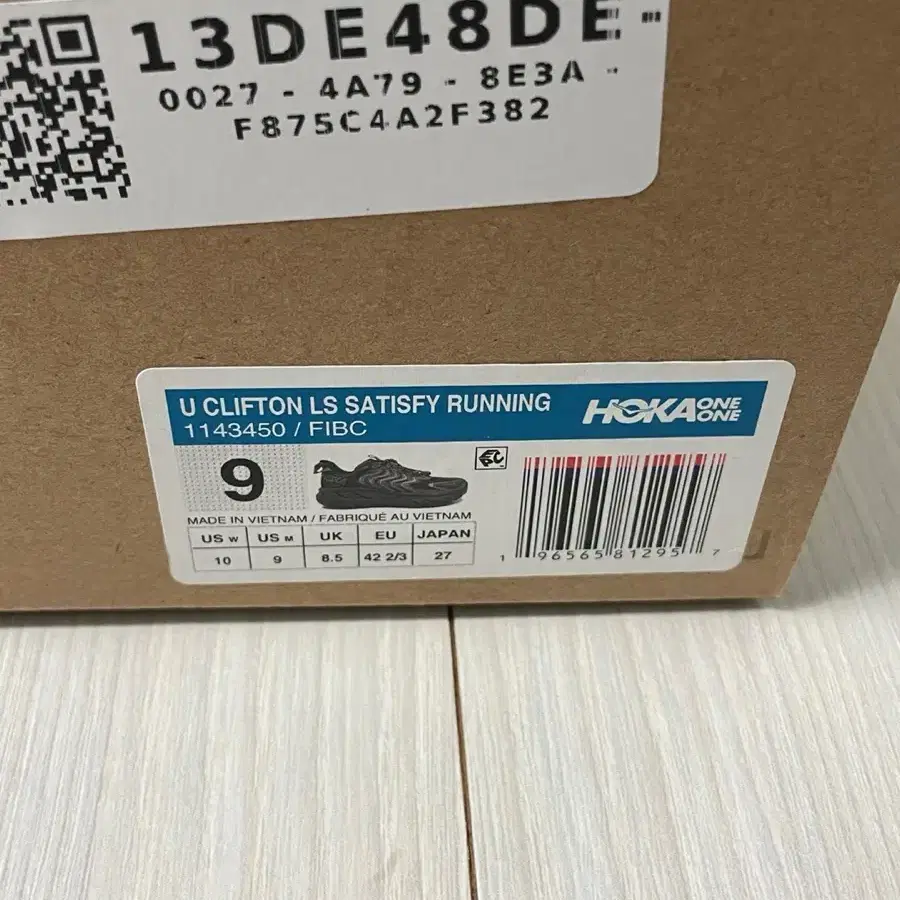 13DE48DE-
0027 - 4A79 - 8E3A -
F875C4A2F382
U CLIFTON LS SATISFY RUNNING
1143450 / FIBC
HOKA ONE ONE
9
MADE IN VIETNAM / FABRIQUÉ AU VIETNAM
US W US M UK EU JAPAN
10 9 8.5 42 2/3 27
1 96565 81295 7